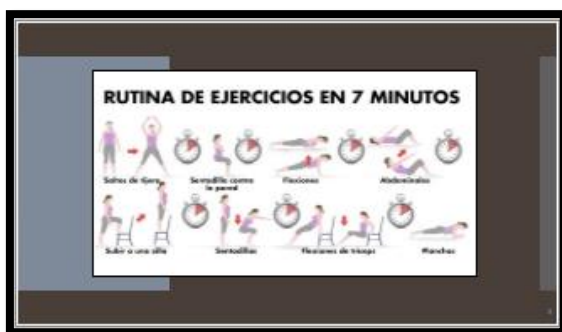 RUTINA DE EJERCICIOS EN 7 MINUTOS
Saltos de tijera
Sentadilla contra
la pared
Flexiones
Abdominales
Subir a una silla
Sentadillas
Flexiones de tríceps
Planchas